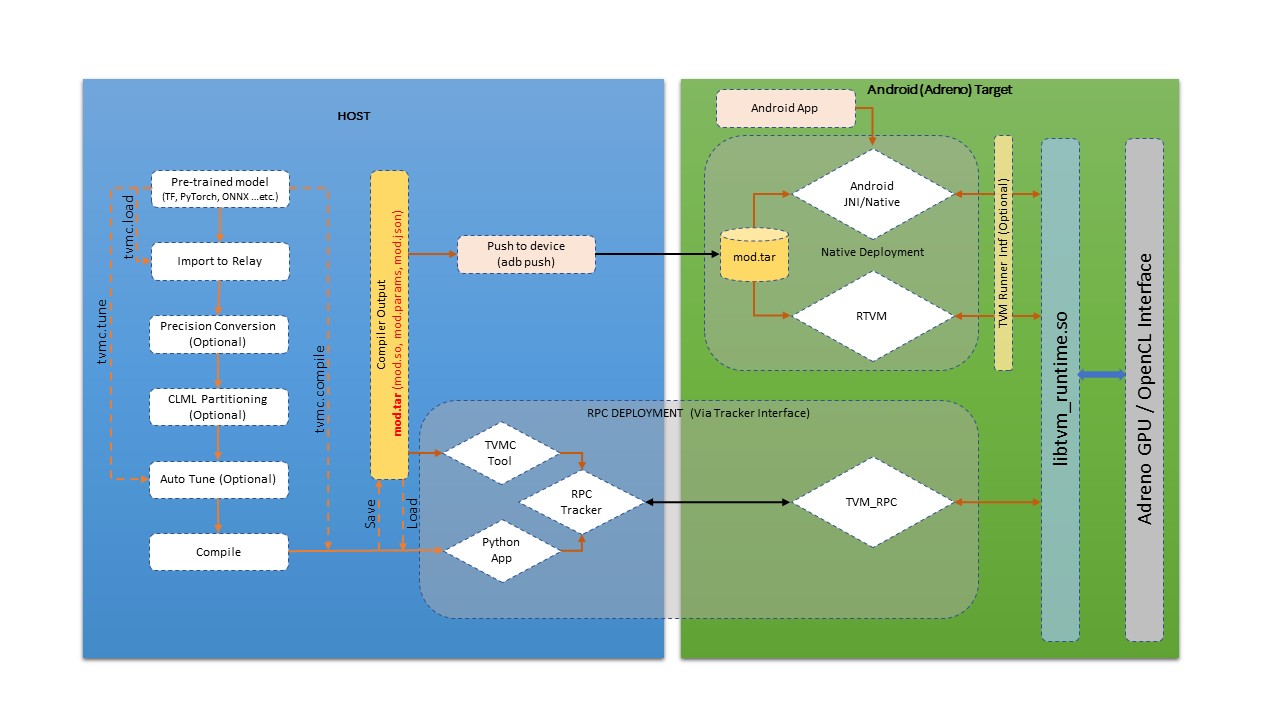 Android (Adreno) Target
HOST
Android App
Pre-trained model
(TF, PyTorch, ONNX ...etc.)
tvmc.load
Import to Relay
Precision Conversion
(Optional)
tvmc.tune
CLML Partitioning
(Optional)
tvmc.compile
Auto Tune (Optional)
Compile
Compiler Output
mod.tar (mod.so, mod.params, mod.json)
Save
Load
Push to device
(adb push)
mod.tar
Android
JNI/Native
Native Deployment
RTVM
TVM Runner Intf (Optional)
RPC DEPLOYMENT (Via Tracker Interface)
TVMC
Tool
RPC
Tracker
Python
App
TVM_RPC
libtvm_runtime.so
Adreno GPU / OpenCL Interface